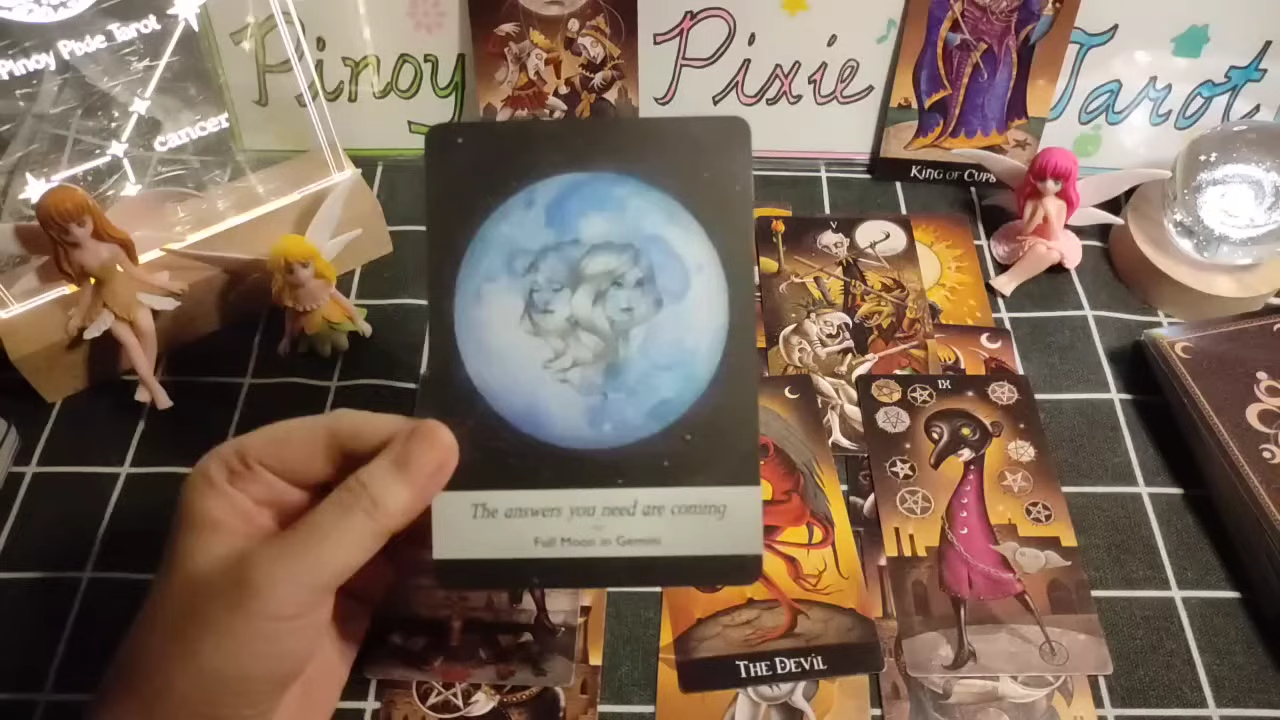 Pinoy Pixie Tarot
cancer
Pinoy Pixie Tarot
KING OF CUPS
V
IX
The answers you need are coming
Full Moon in Gemini
THE DEVIL